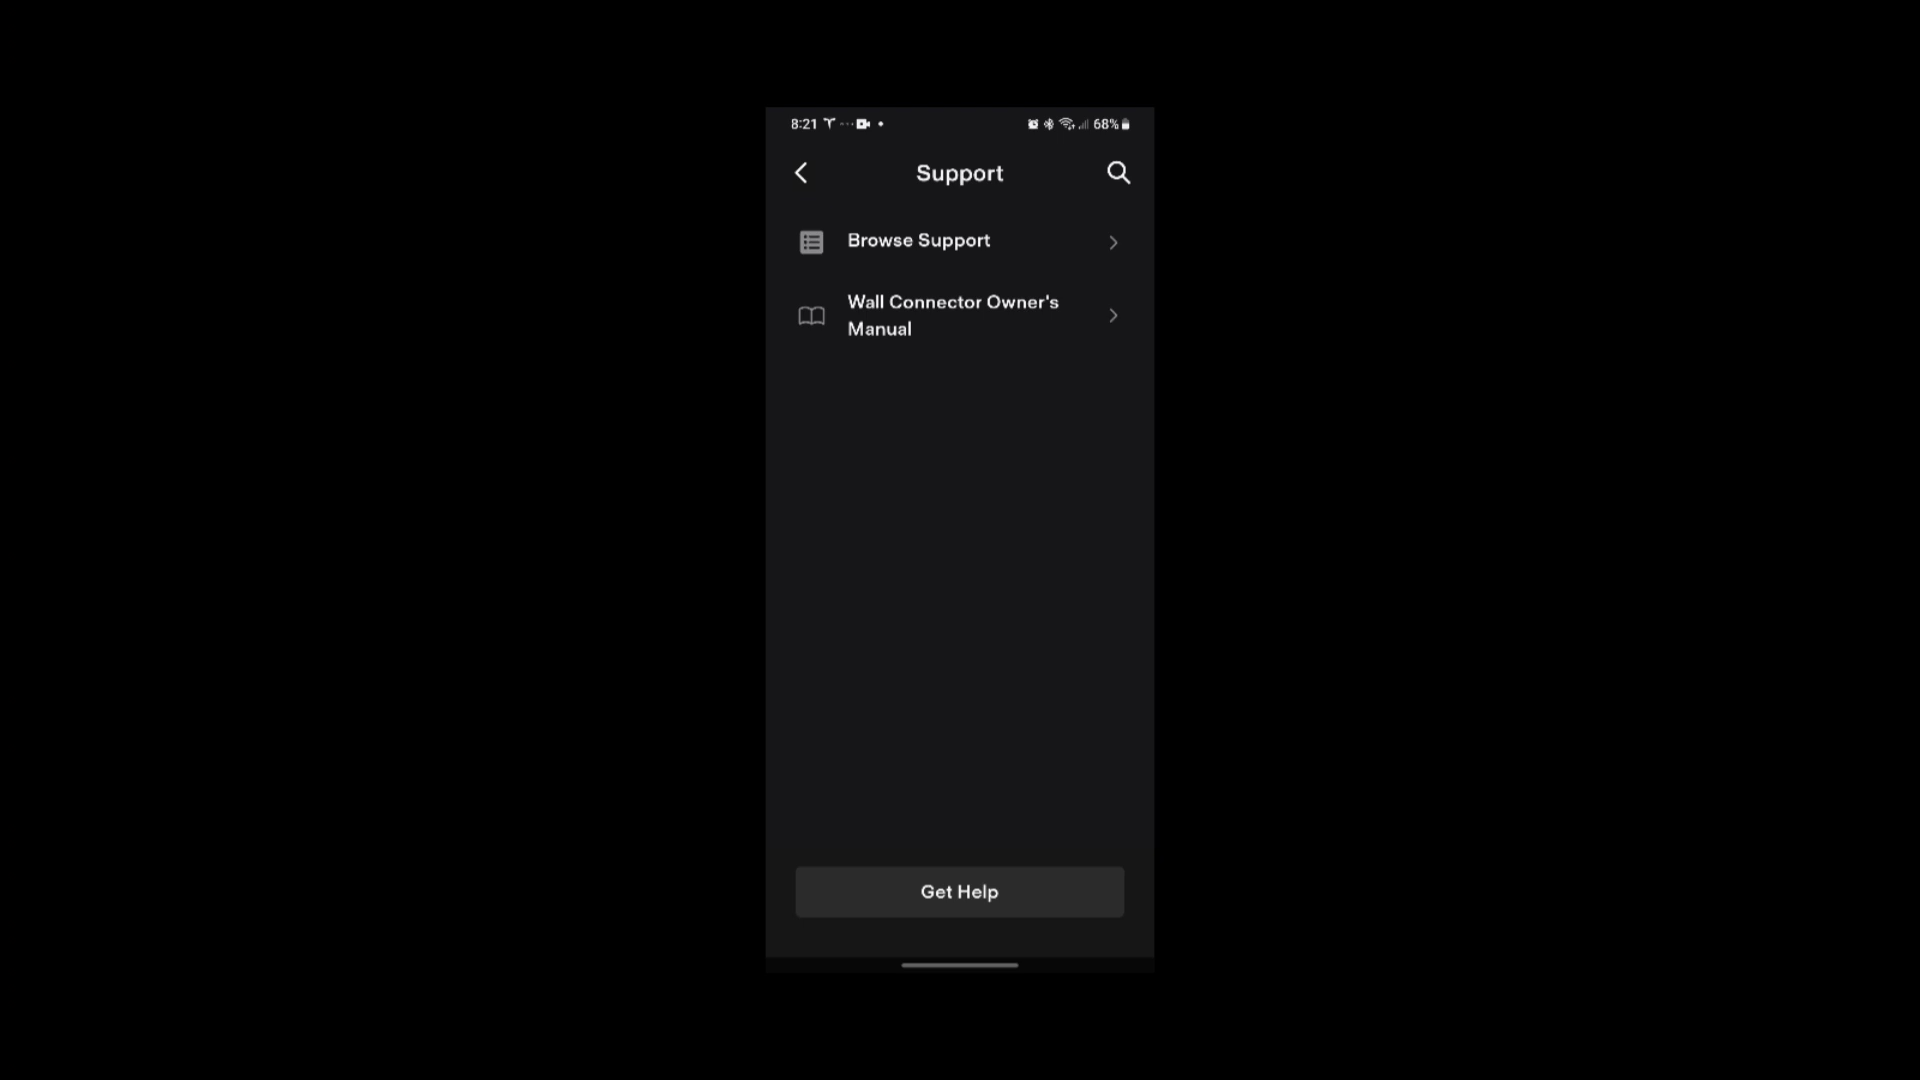 8:21
68%
Support
Browse Support
Wall Connector Owner's
Manual
Get Help